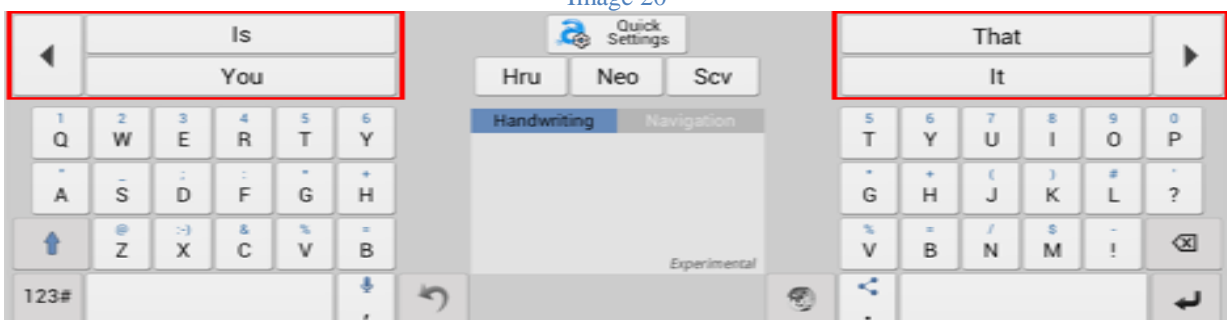 Image 20
Is Quick Settings That
You Hru Neo Scv It
Handwriting Navigation
1 2 3 4 5 6 5 6 7 8 9 0
Q W E R T Y T Y U I O P
A S D F G H G H J K L ?
@ :-) & % = % = / $ -
Z X C V B V B N M !
Experimental
123# , .